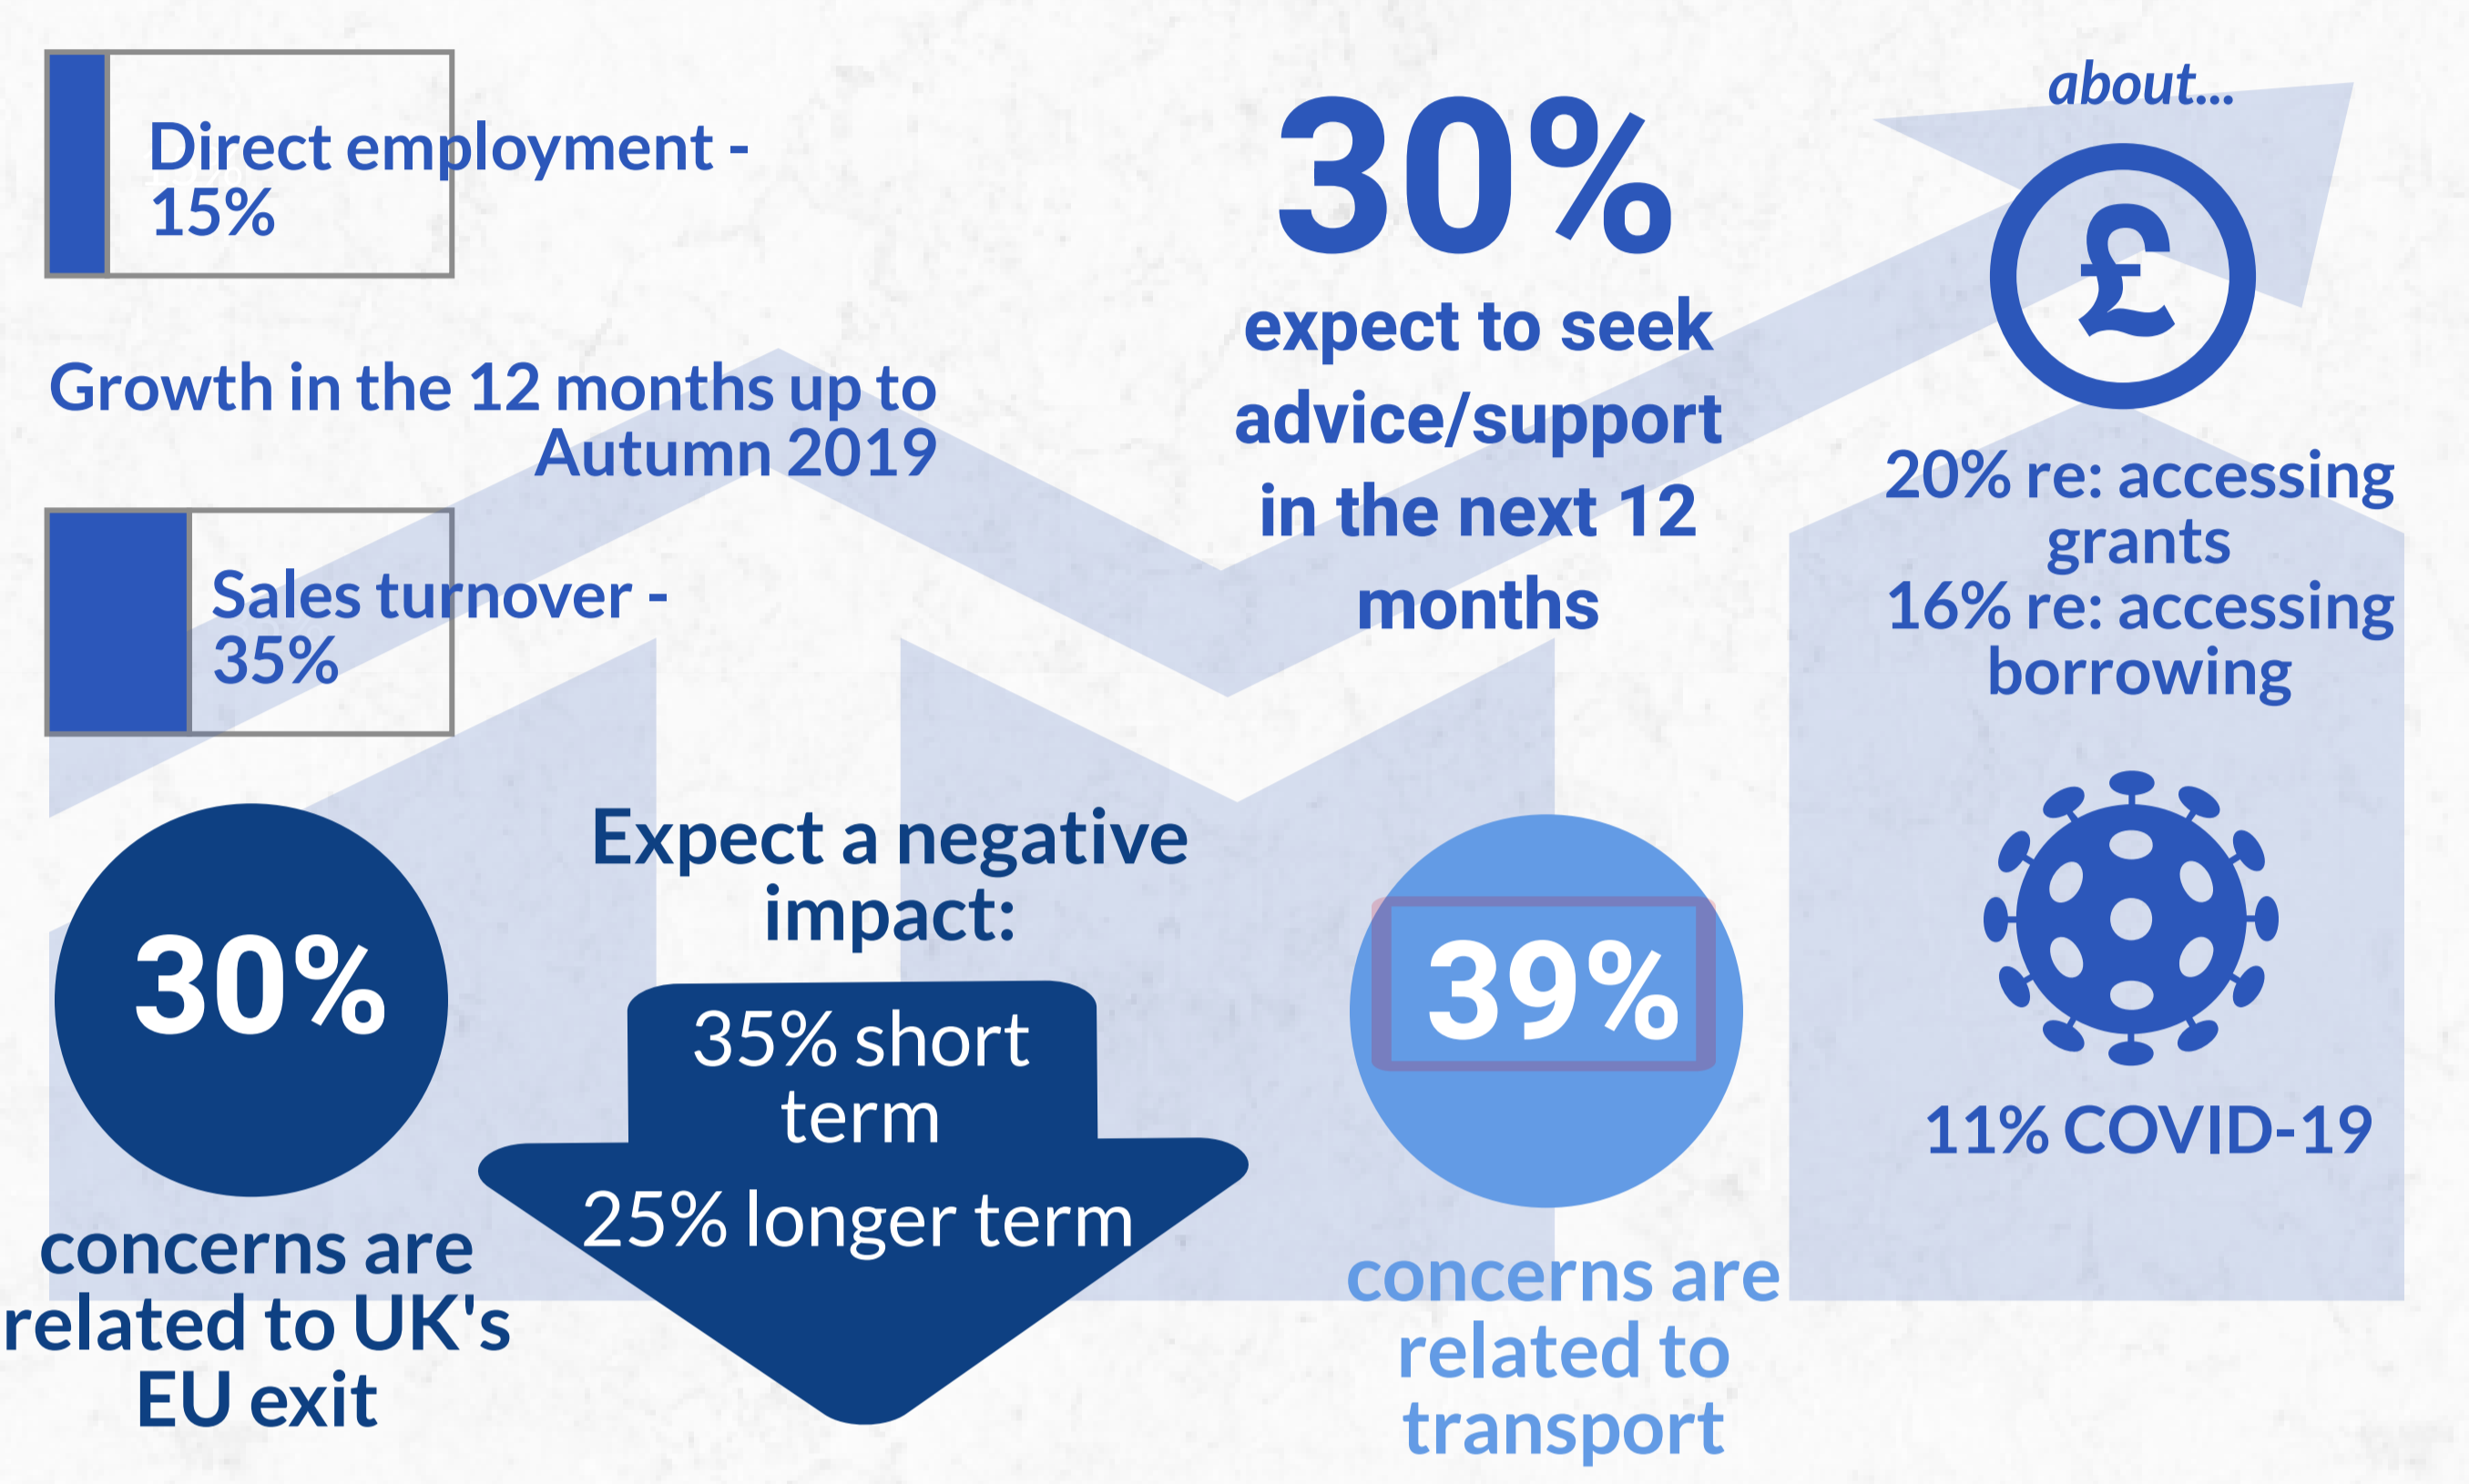 Direct employment -
15%
Growth in the 12 months up to
Autumn 2019
Sales turnover -
35%
30%
expect to seek
advice/support
in the next 12
months
about...
£
20% re: accessing
grants
16% re: accessing
borrowing
11% COVID-19
30%
concerns are
related to UK's
EU exit
Expect a negative
impact:
35% short
term
25% longer term
39%
concerns are
related to
transport